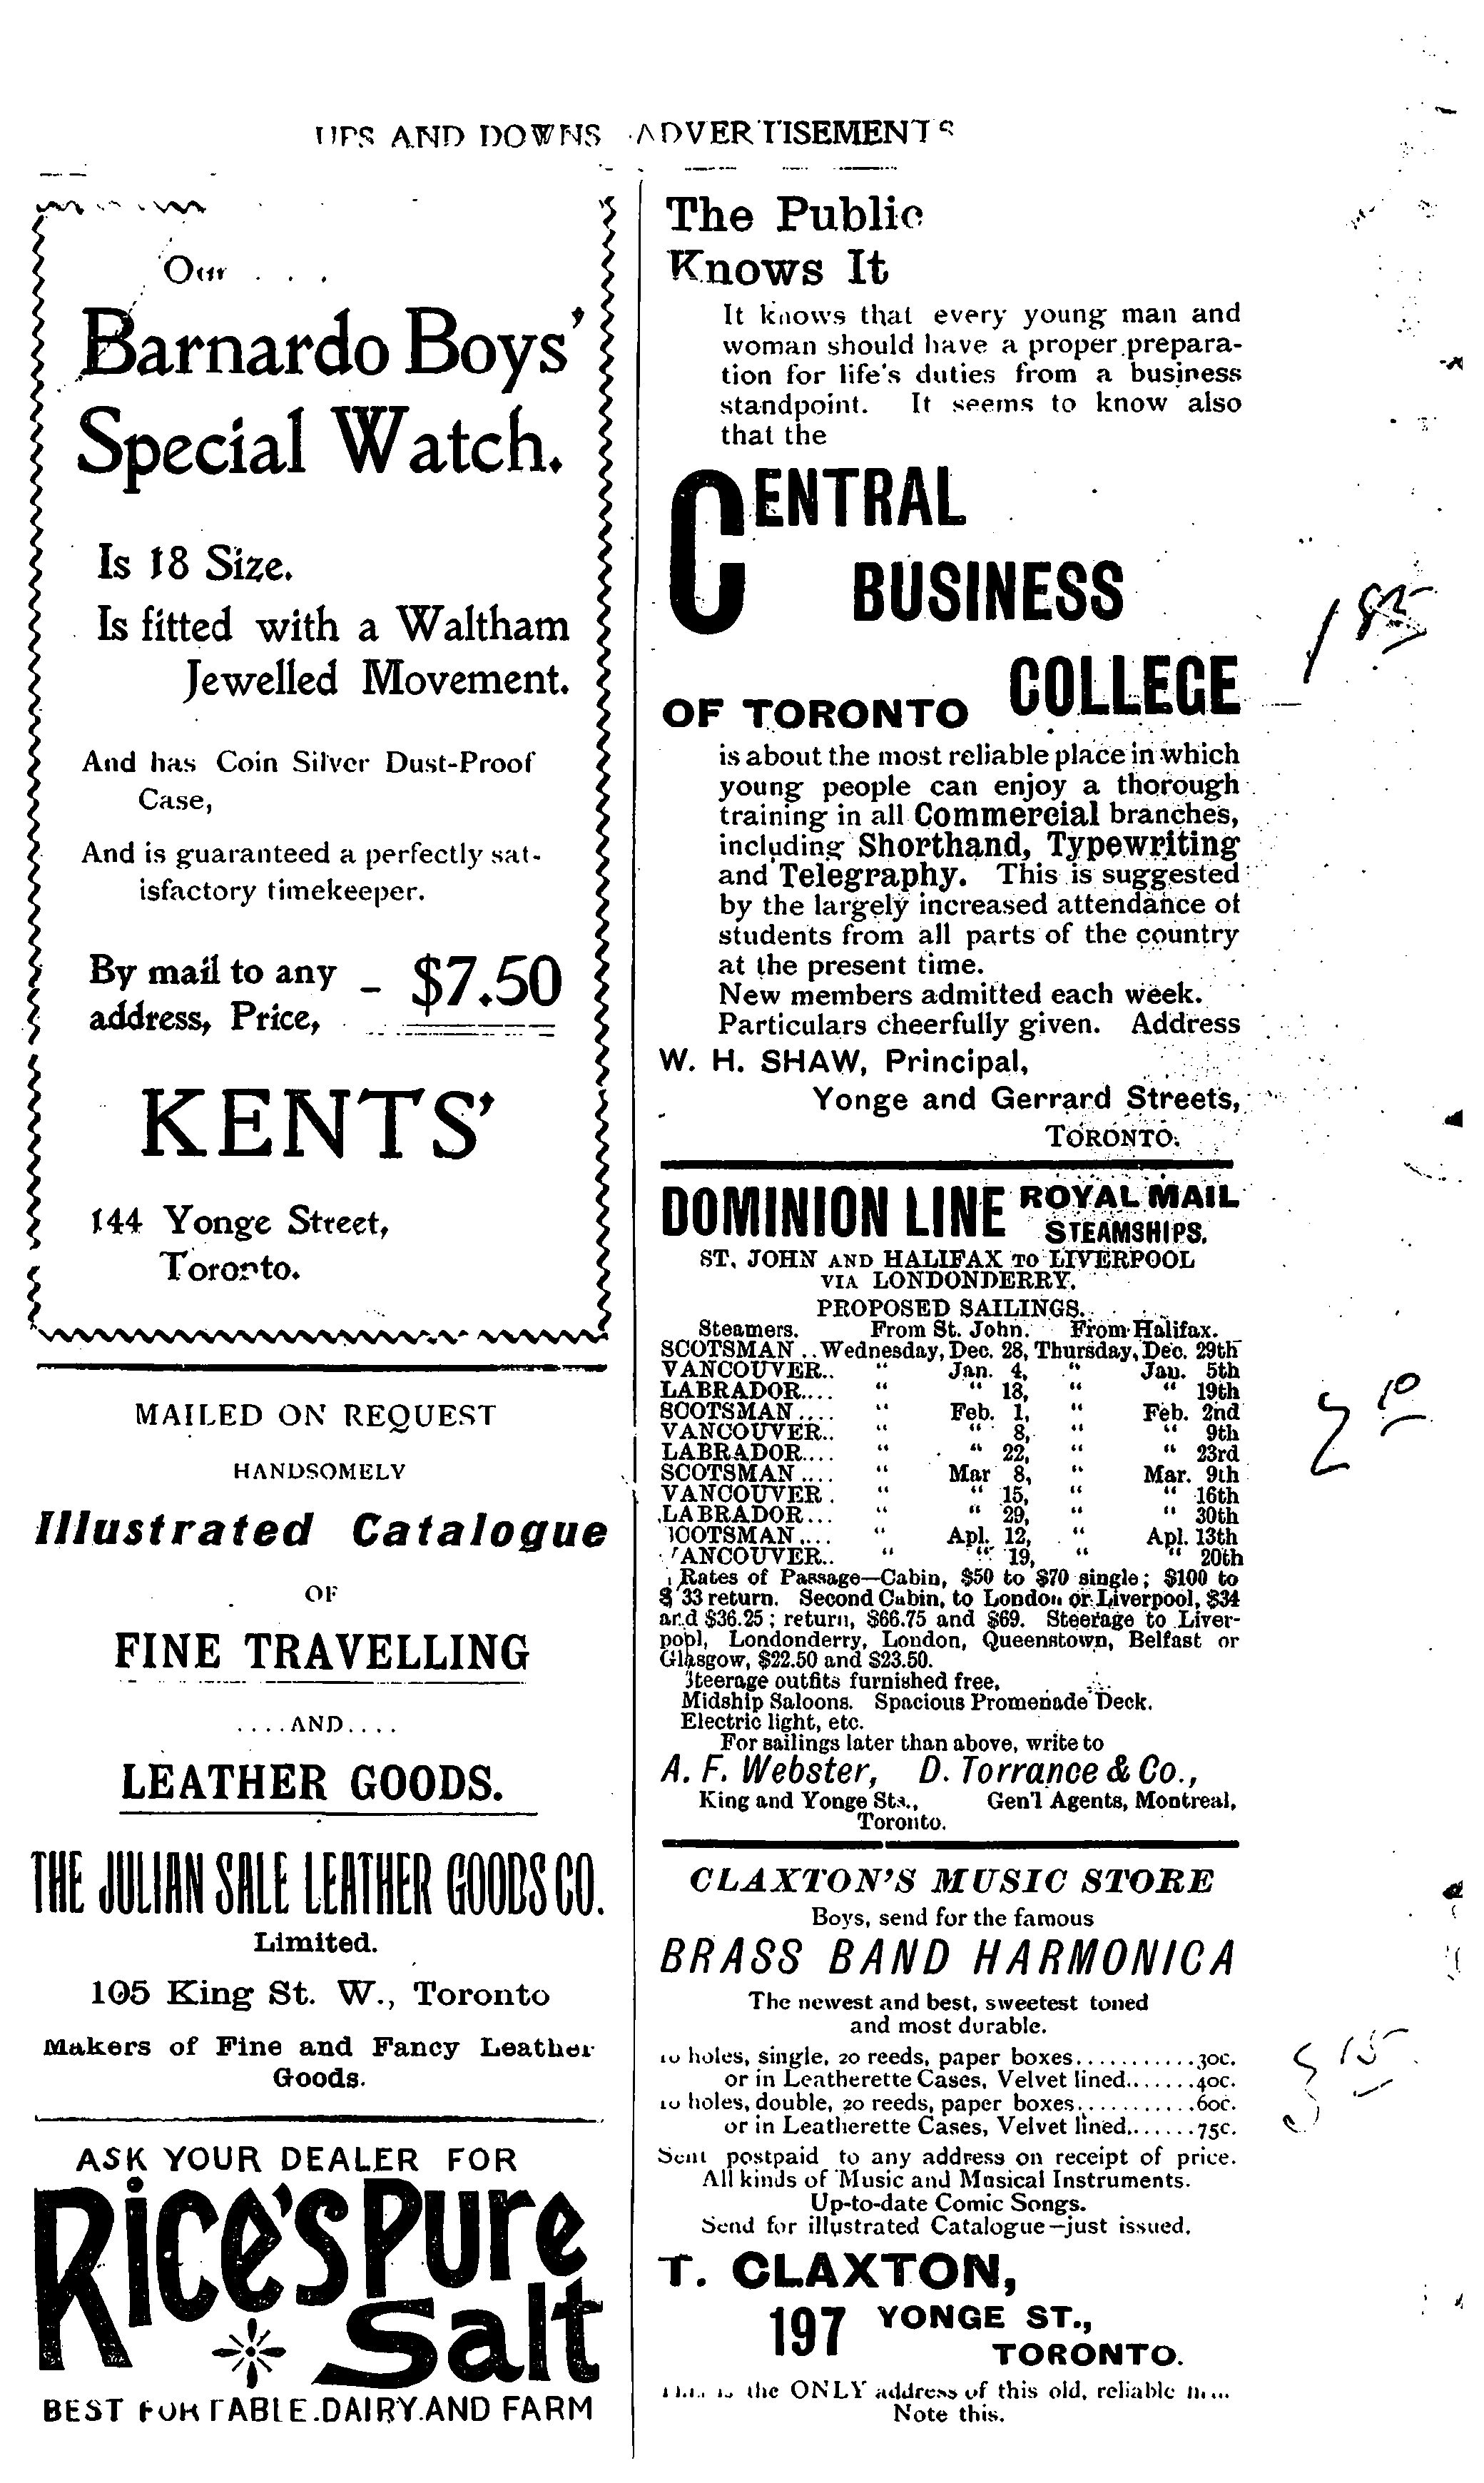 UPS AND DOWNS ADVERTISEMENTS
Our . . .
Barnardo Boys'
Special Watch.
Is 18 Size.
Is fitted with a Waltham
Jewelled Movement.
And has Coin Silver Dust-Proof
Case,
And is guaranteed a perfectly sat-
isfactory timekeeper.
By mail to any
address, Price, - $7.50
KENTS'
144 Yonge Street,
Toronto.
MAILED ON REQUEST
HANDSOMELY
Illustrated Catalogue
OF
FINE TRAVELLING
....AND....
LEATHER GOODS.
THE JULIAN SALE LEATHER GOODS CO.
Limited.
105 King St. W., Toronto
Makers of Fine and Fancy Leather
Goods.
ASK YOUR DEALER FOR
Rice's Pure
Salt
BEST FOR TABLE.DAIRY.AND FARM
The Public
Knows It
It knows that every young man and
woman should have a proper prepara-
tion for life's duties from a business
standpoint. It seems to know also
that the
CENTRAL
BUSINESS
OF TORONTO COLLEGE
is about the most reliable place in which
young people can enjoy a thorough
training in all Commercial branches,
including Shorthand, Typewriting
and Telegraphy. This is suggested
by the largely increased attendance of
students from all parts of the country
at the present time.
New members admitted each week.
Particulars cheerfully given. Address
W. H. SHAW, Principal,
Yonge and Gerrard Streets,
TORONTO.
DOMINION LINE ROYAL MAIL
STEAMSHIPS.
ST. JOHN AND HALIFAX TO LIVERPOOL
VIA LONDONDERRY.
PROPOSED SAILINGS.
Steamers. From St. John. From Halifax.
SCOTSMAN .. Wednesday, Dec. 28, Thursday, Dec. 29th
VANCOUVER.. " Jan. 4, " Jan. 5th
LABRADOR.... " " 18, " " 19th
SCOTSMAN .... " Feb. 1, " Feb. 2nd
VANCOUVER.. " " 8, " " 9th
LABRADOR.... " " 22, " " 23rd
SCOTSMAN .... " Mar 8, " Mar. 9th
VANCOUVER . " " 15, " " 16th
LABRADOR... " " 29, " " 30th
SCOTSMAN .... " Apl. 12, " Apl. 13th
VANCOUVER.. " " 19, " " 20th
Rates of Passage—Cabin, $50 to $70 single; $100 to
$ 33 return. Second Cabin, to London or Liverpool, $34
and $36.25; return, $66.75 and $69. Steerage to Liver-
pool, Londonderry, London, Queenstown, Belfast or
Glasgow, $22.50 and $23.50.
Steerage outfits furnished free.
Midship Saloons. Spacious Promenade Deck.
Electric light, etc.
For sailings later than above, write to
A. F. Webster, D. Torrance & Co.,
King and Yonge Sts., Gen'l Agents, Montreal,
Toronto.
CLAXTON'S MUSIC STORE
Boys, send for the famous
BRASS BAND HARMONICA
The newest and best, sweetest toned
and most durable.
10 holes, single, 20 reeds, paper boxes...........30c.
or in Leatherette Cases, Velvet lined.......40c.
10 holes, double, 20 reeds, paper boxes...........60c.
or in Leatherette Cases, Velvet lined.......75c.
Sent postpaid to any address on receipt of price.
All kinds of Music and Musical Instruments.
Up-to-date Comic Songs.
Send for illustrated Catalogue—just issued.
T. CLAXTON,
197 YONGE ST.,
TORONTO.
This is the ONLY address of this old, reliable
Note this.
1 85
2 10